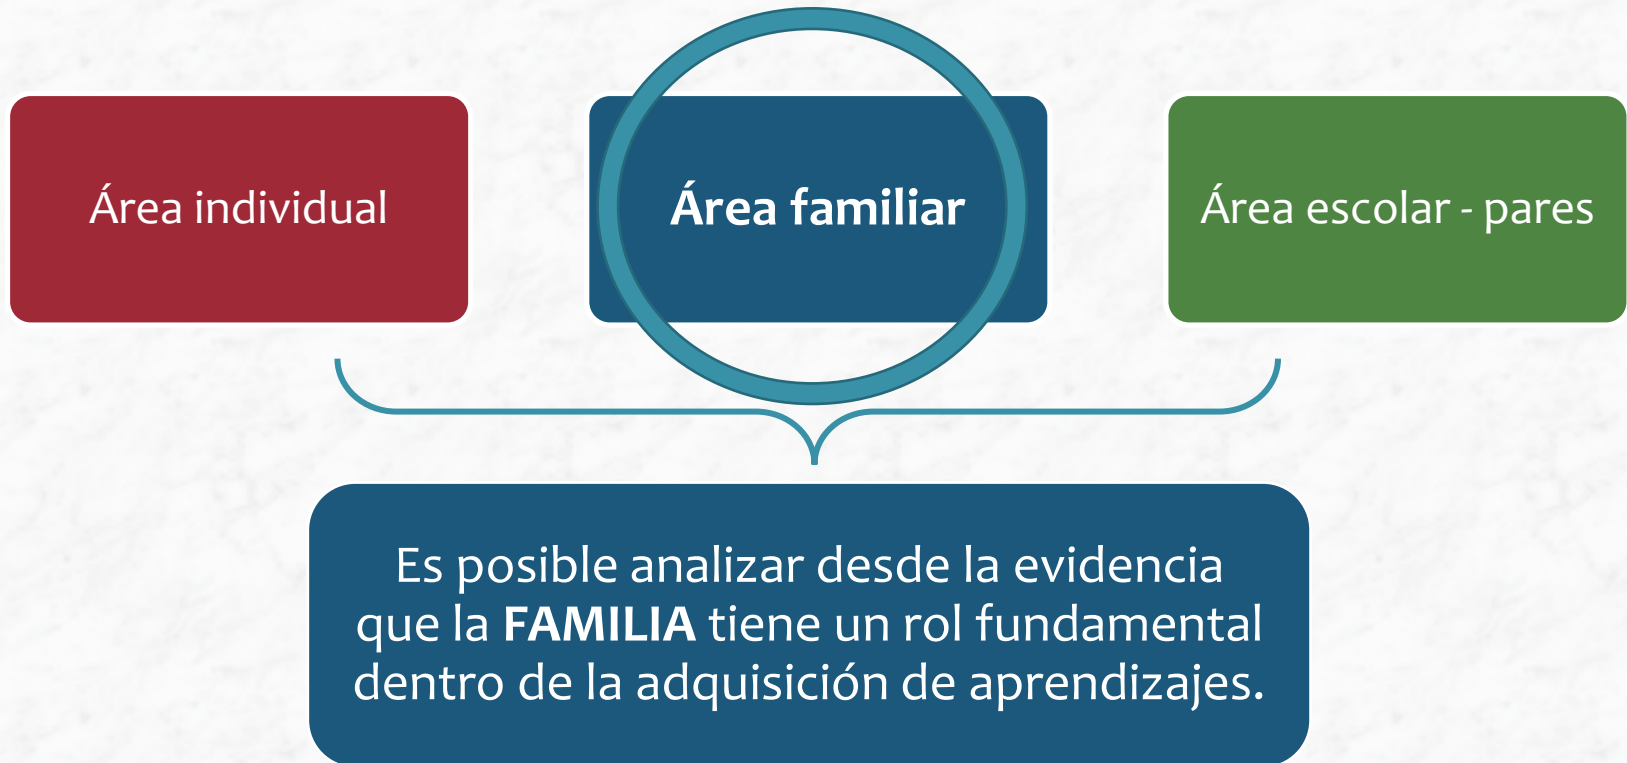 Área individual
Área familiar
Área escolar - pares
Es posible analizar desde la evidencia
que la FAMILIA tiene un rol fundamental
dentro de la adquisición de aprendizajes.